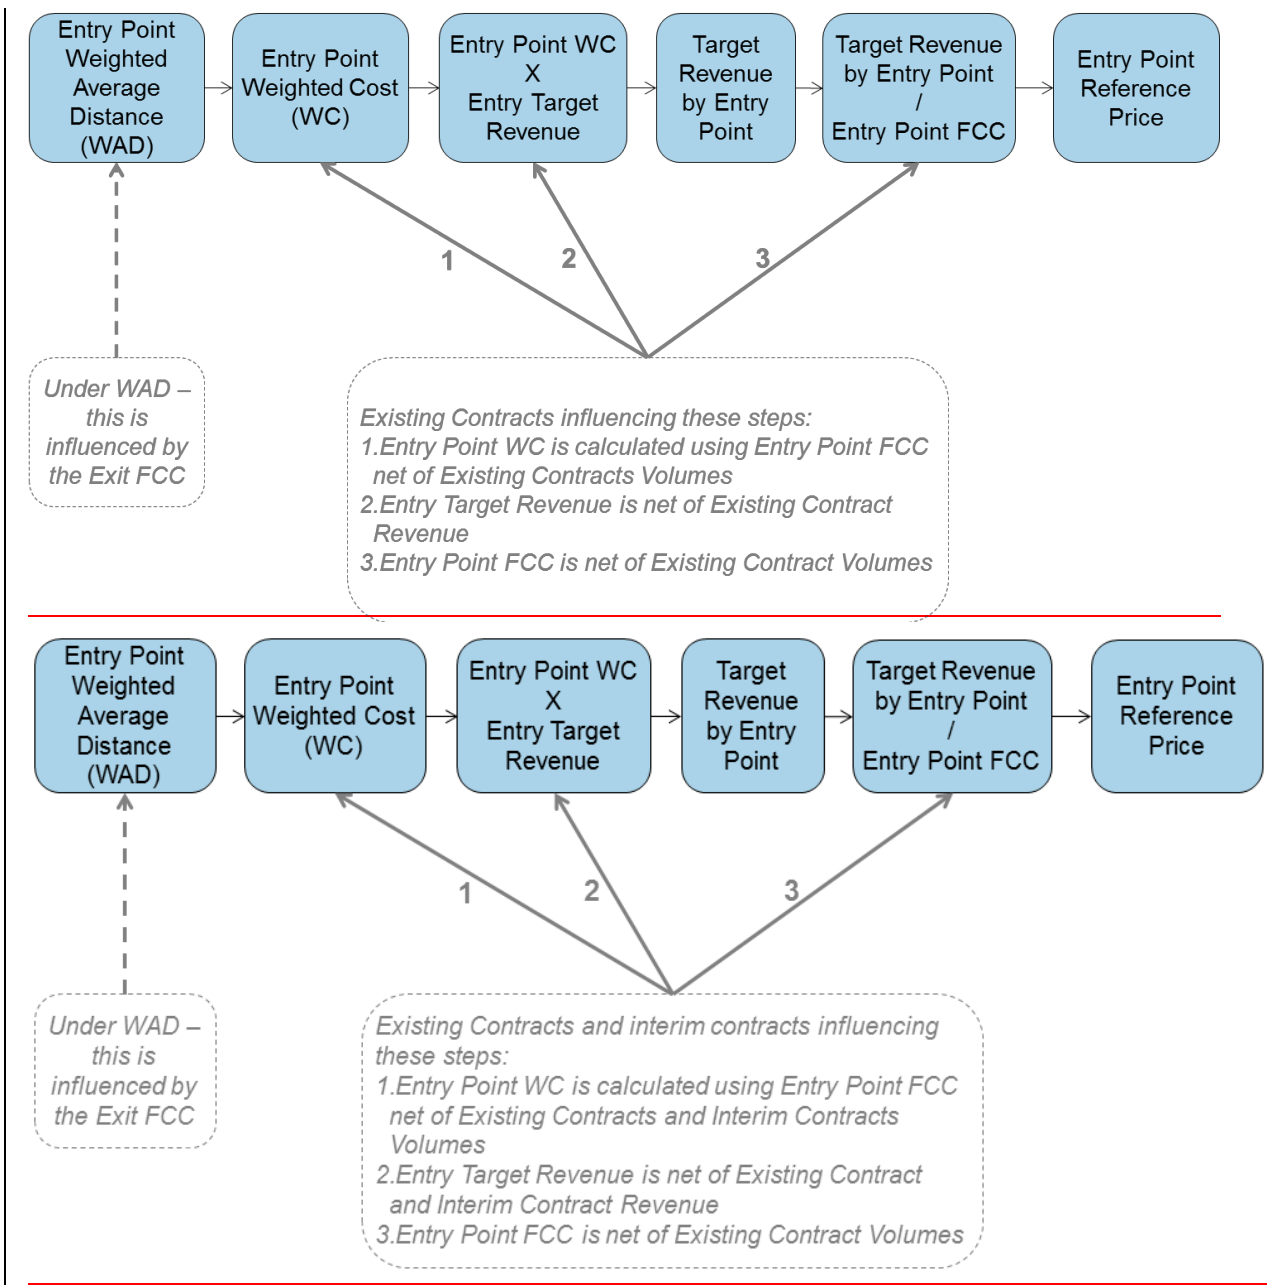 Entry Point
Weighted
Average
Distance
(WAD)
Entry Point
Weighted Cost
(WC)
Entry Point WC
X
Entry Target
Revenue
Target
Revenue
by Entry
Point
Target Revenue
by Entry Point
/
Entry Point FCC
Entry Point
Reference
Price
1
2
3
Under WAD –
this is
influenced by
the Exit FCC
Existing Contracts influencing these steps:
1.Entry Point WC is calculated using Entry Point FCC
net of Existing Contracts Volumes
2.Entry Target Revenue is net of Existing Contract
Revenue
3.Entry Point FCC is net of Existing Contract Volumes
Entry Point
Weighted
Average
Distance
(WAD)
Entry Point
Weighted Cost
(WC)
Entry Point WC
X
Entry Target
Revenue
Target
Revenue
by Entry
Point
Target Revenue
by Entry Point
/
Entry Point FCC
Entry Point
Reference
Price
1
2
3
Under WAD –
this is
influenced by
the Exit FCC
Existing Contracts and interim contracts influencing
these steps:
1.Entry Point WC is calculated using Entry Point FCC
net of Existing Contracts and Interim Contracts
Volumes
2.Entry Target Revenue is net of Existing Contract
and Interim Contract Revenue
3.Entry Point FCC is net of Existing Contract Volumes